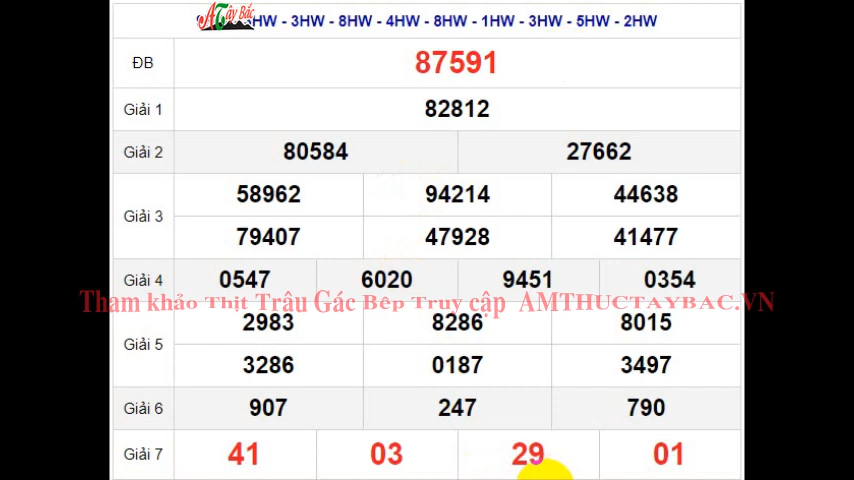 ATây Bắc HW - 3HW - 8HW - 4HW - 8HW - 1HW - 3HW - 5HW - 2HW
ĐB 87591
Giải 1 82812
Giải 2 80584 27662
58962 94214 44638
Giải 3
79407 47928 41477
Giải 4 0547 6020 9451 0354
Tham khảo Thịt Trâu Gác Bếp Truy cập AMTHUCTAYBAC.VN
2983 8286 8015
Giải 5
3286 0187 3497
Giải 6 907 247 790
Giải 7 41 03 29 01